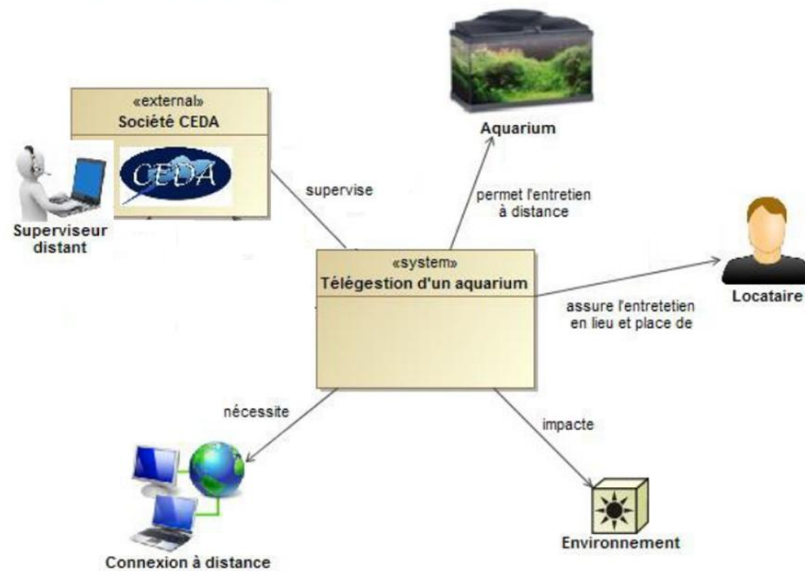 Aquarium
«external»
Société CEDA
CEDA
Superviseur
distant
supervise
permet l'entretien
à distance
«system»
Télégestion d'un aquarium
Locataire
assure l'entretetien
en lieu et place de
nécessite
impacte
Connexion à distance
Environnement